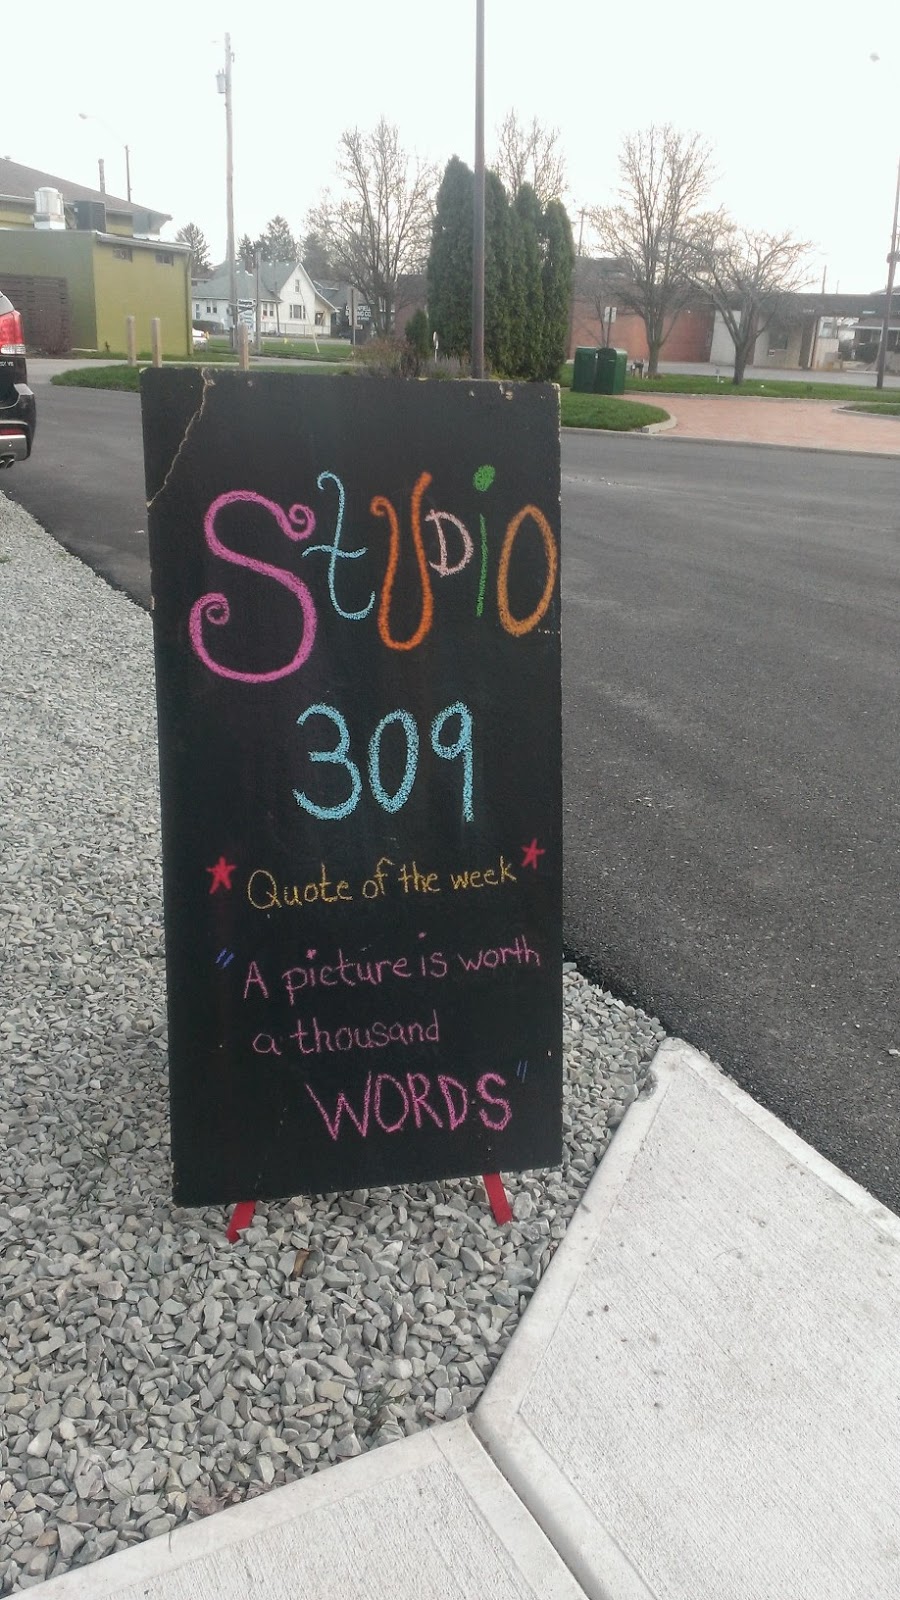 Studio
309
Quote of the week
"A picture is worth
a thousand
WORDS"